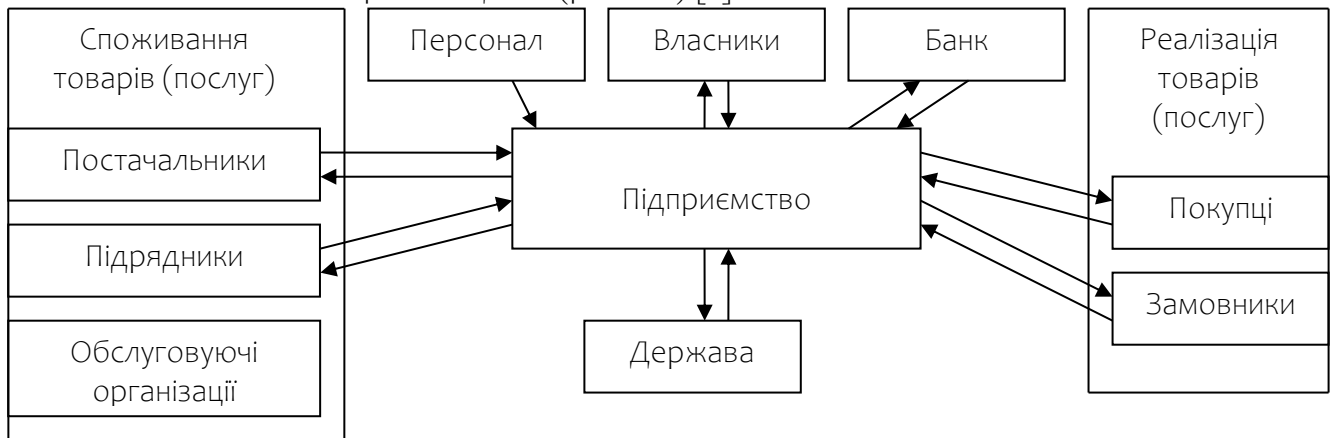 Споживання
товарів (послуг)
Персонал
Власники
Банк
Реалізація
товарів
(послуг)
Постачальники
Підприємство
Покупці
Підрядники
Замовники
Обслуговуючі
організації
Держава